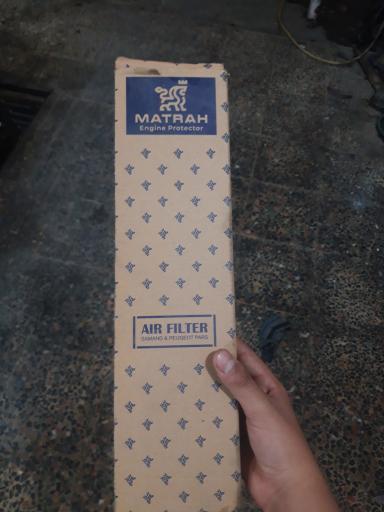 MATRAH
Engine Protector
AIR FILTER
SAMAND & PEUGEOT PARS